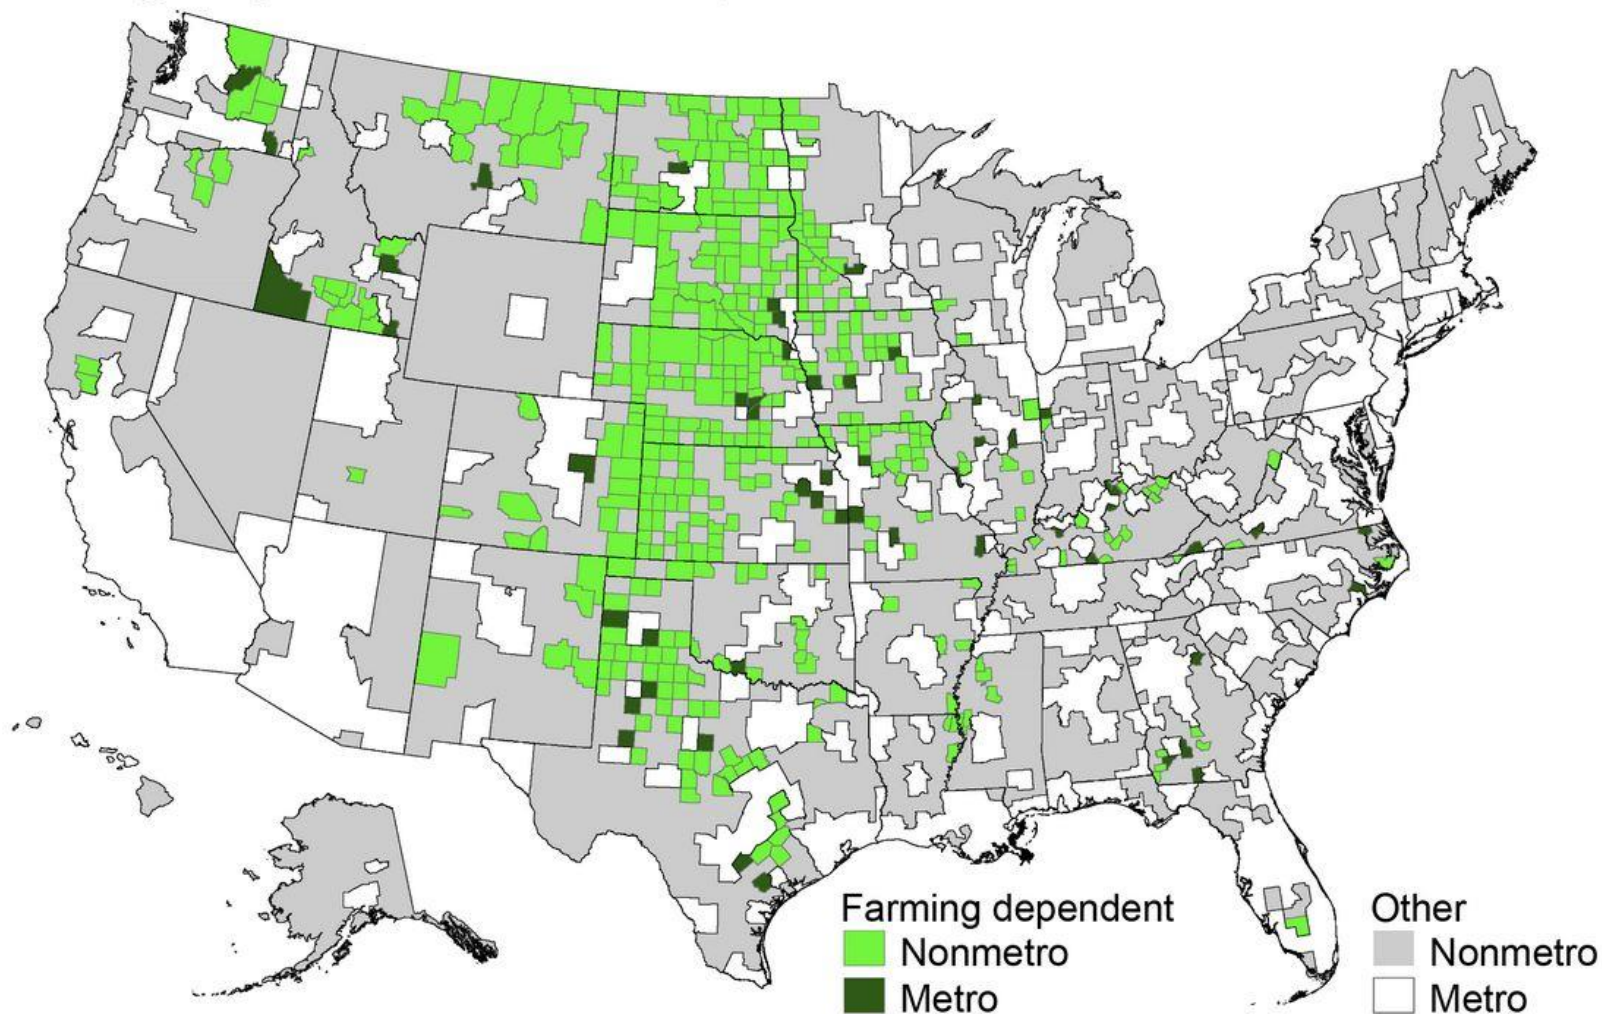 Farming dependent
Nonmetro
Metro
Other
Nonmetro
Metro